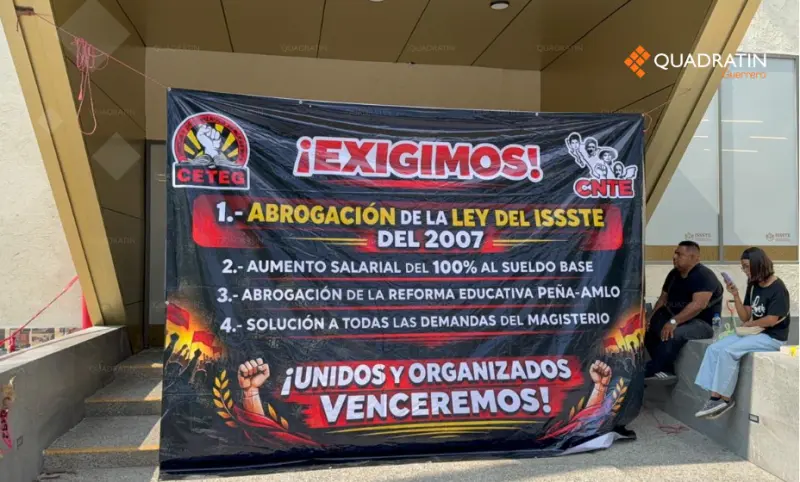 QUADRATIN
Guerrero
CETEG
¡EXIGIMOS!
CNTE
1.- ABROGACIÓN DE LA LEY DEL ISSSTE
DEL 2007
2.- AUMENTO SALARIAL DEL 100% AL SUELDO BASE
3.- ABROGACIÓN DE LA REFORMA EDUCATIVA PEÑA-AMLO
4.- SOLUCIÓN A TODAS LAS DEMANDAS DEL MAGISTERIO
¡UNIDOS Y ORGANIZADOS
VENCEREMOS!